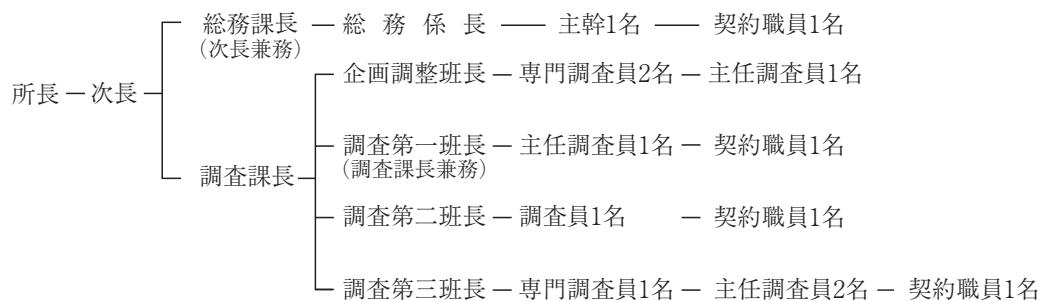 総務課長 ― 総務係長 ― 主幹1名 ― 契約職員1名
(次長兼務)
企画調整班長 ― 専門調査員2名 ― 主任調査員1名
所長 ― 次長
調査第一班長 ― 主任調査員1名 ― 契約職員1名
(調査課長兼務)
調査課長
調査第二班長 ― 調査員1名 ― 契約職員1名
調査第三班長 ― 専門調査員1名 ― 主任調査員2名 ― 契約職員1名